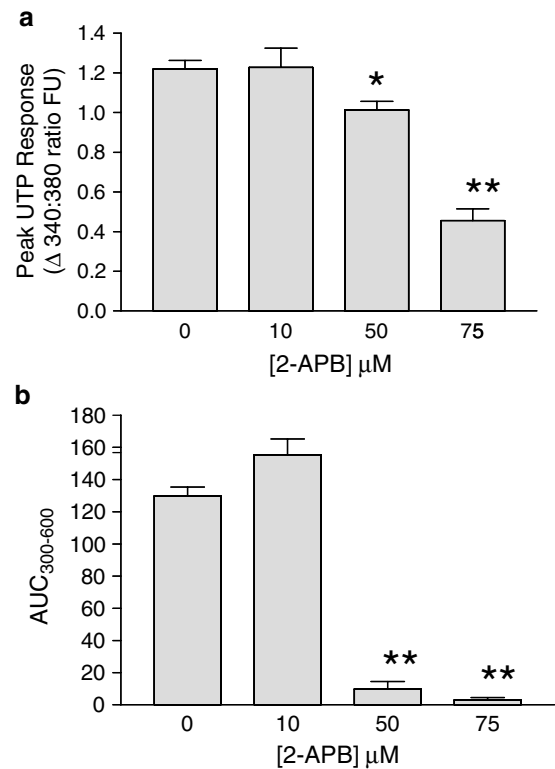 a
Peak UTP Response
(Δ 340:380 ratio FU)
1.4
1.2
1.0
0.8
0.6
0.4
0.2
0.0
*
**
0 10 50 75
[2-APB] μM
b
AUC300-600
180
160
140
120
100
80
60
40
20
0
**
**
0 10 50 75
[2-APB] μM